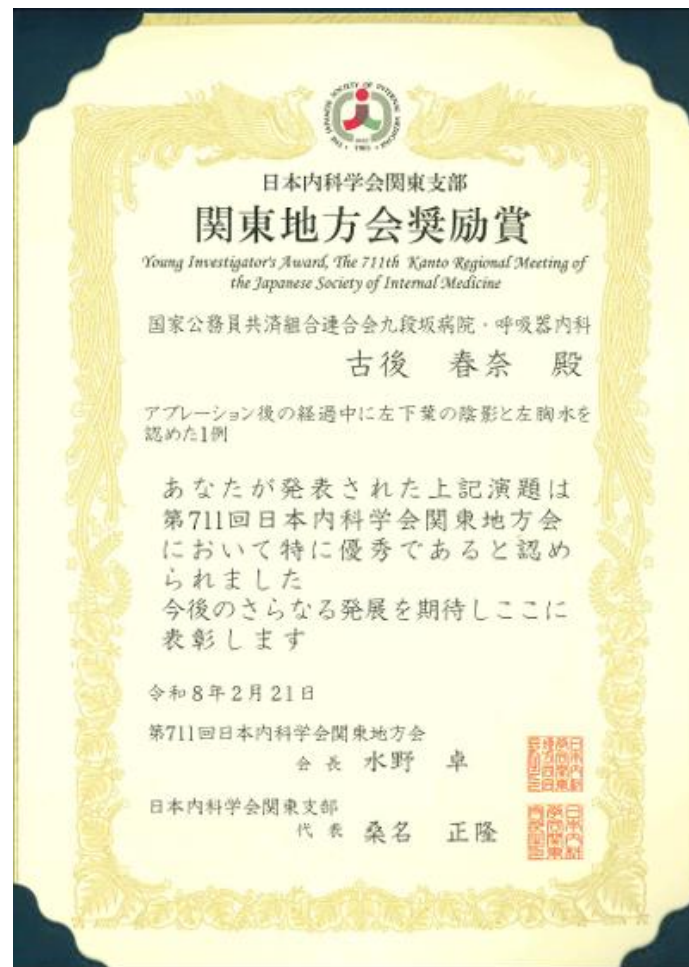 THE JAPANESE SOCIETY OF INTERNAL MEDICINE
1903
日本内科学会関東支部
関東地方会奨励賞
Young Investigator's Award, The 711th Kanto Regional Meeting of
the Japanese Society of Internal Medicine
国家公務員共済組合連合会九段坂病院・呼吸器内科
古後　春奈　殿
アブレーション後の経過中に左下葉の陰影と左胸水を
認めた1例
あなたが発表された上記演題は
第711回日本内科学会関東地方会
において特に優秀であると認め
られました
今後のさらなる発展を期待しここに
表彰します
令和8年2月21日
第711回日本内科学会関東地方会
会長　水野　卓
日本内科学会関東支部
代表　桑名　正隆